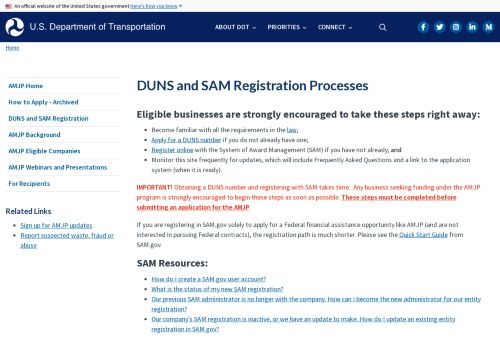 An official website of the United States government Here's how you know
U.S. Department of Transportation
ABOUT DOT
PRIORITIES
CONNECT
Home
AMJP Home
How to Apply - Archived
DUNS and SAM Registration
AMJP Background
AMJP Eligible Companies
AMJP Webinars and Presentations
For Recipients
Related Links
Sign up for AMJP updates
Report suspected waste, fraud or
abuse
DUNS and SAM Registration Processes
Eligible businesses are strongly encouraged to take these steps right away:
Become familiar with all the requirements in the law;
Apply for a DUNS number if you do not already have one;
Register online with the System of Award Management (SAM) if you have not already; and
Monitor this site frequently for updates, which will include Frequently Asked Questions and a link to the application
system (when it is ready).
IMPORTANT! Obtaining a DUNS number and registering with SAM takes time. Any business seeking funding under the AMJP
program is strongly encouraged to begin these steps as soon as possible. These steps must be completed before
submitting an application for the AMJP.
If you are registering in SAM.gov solely to apply for a Federal financial assistance opportunity like AMJP (and are not
interested in pursuing Federal contracts), the registration path is much shorter. Please see the Quick Start Guide from
SAM.gov.
SAM Resources:
How do I create a SAM.gov user account?
What is the status of my new SAM registration?
Our previous SAM administrator is no longer with the company. How can I become the new administrator for our entity
registration?
Our company's SAM registration is inactive, or we have an update to make. How do I update an existing entity
registration in SAM.gov?